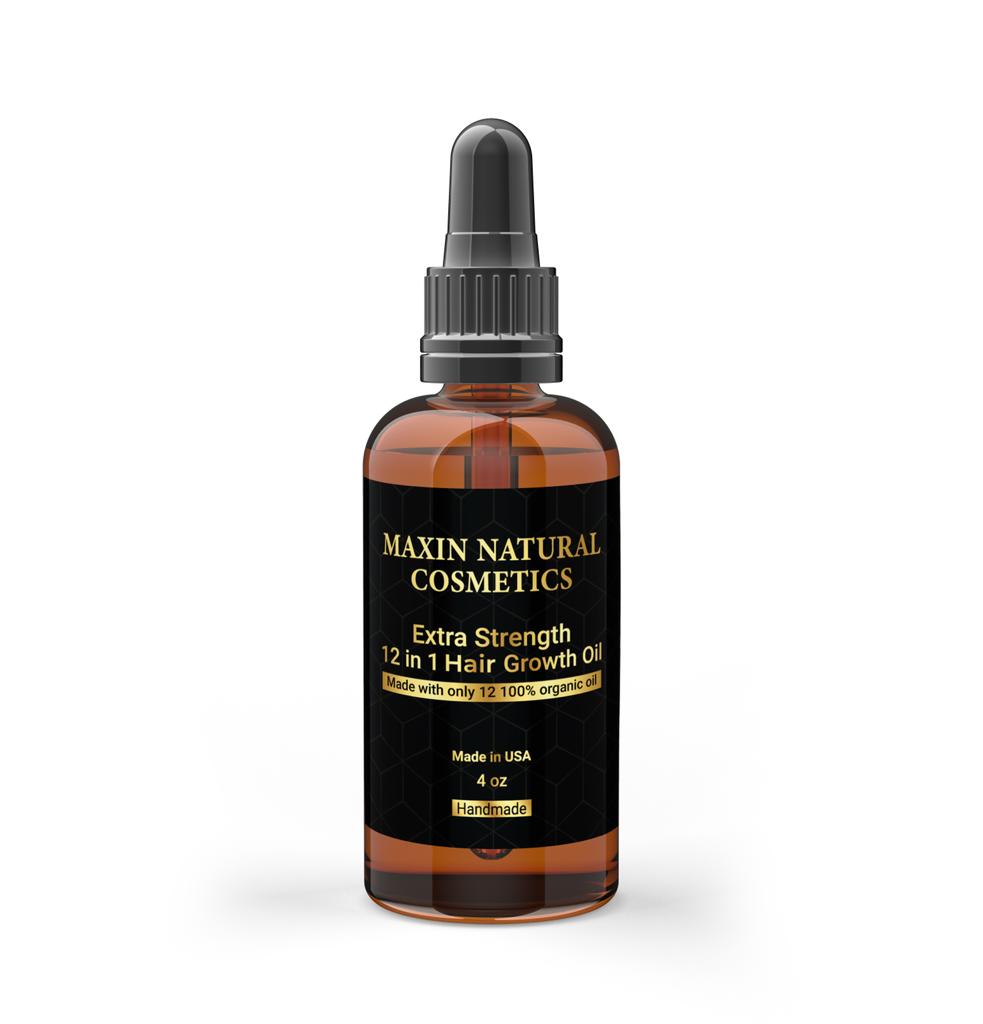 MAXIN NATURAL
COSMETICS
Extra Strength
12 in 1 Hair Growth Oil
Made with only 12 100% organic oil
Made in USA
4 oz
Handmade